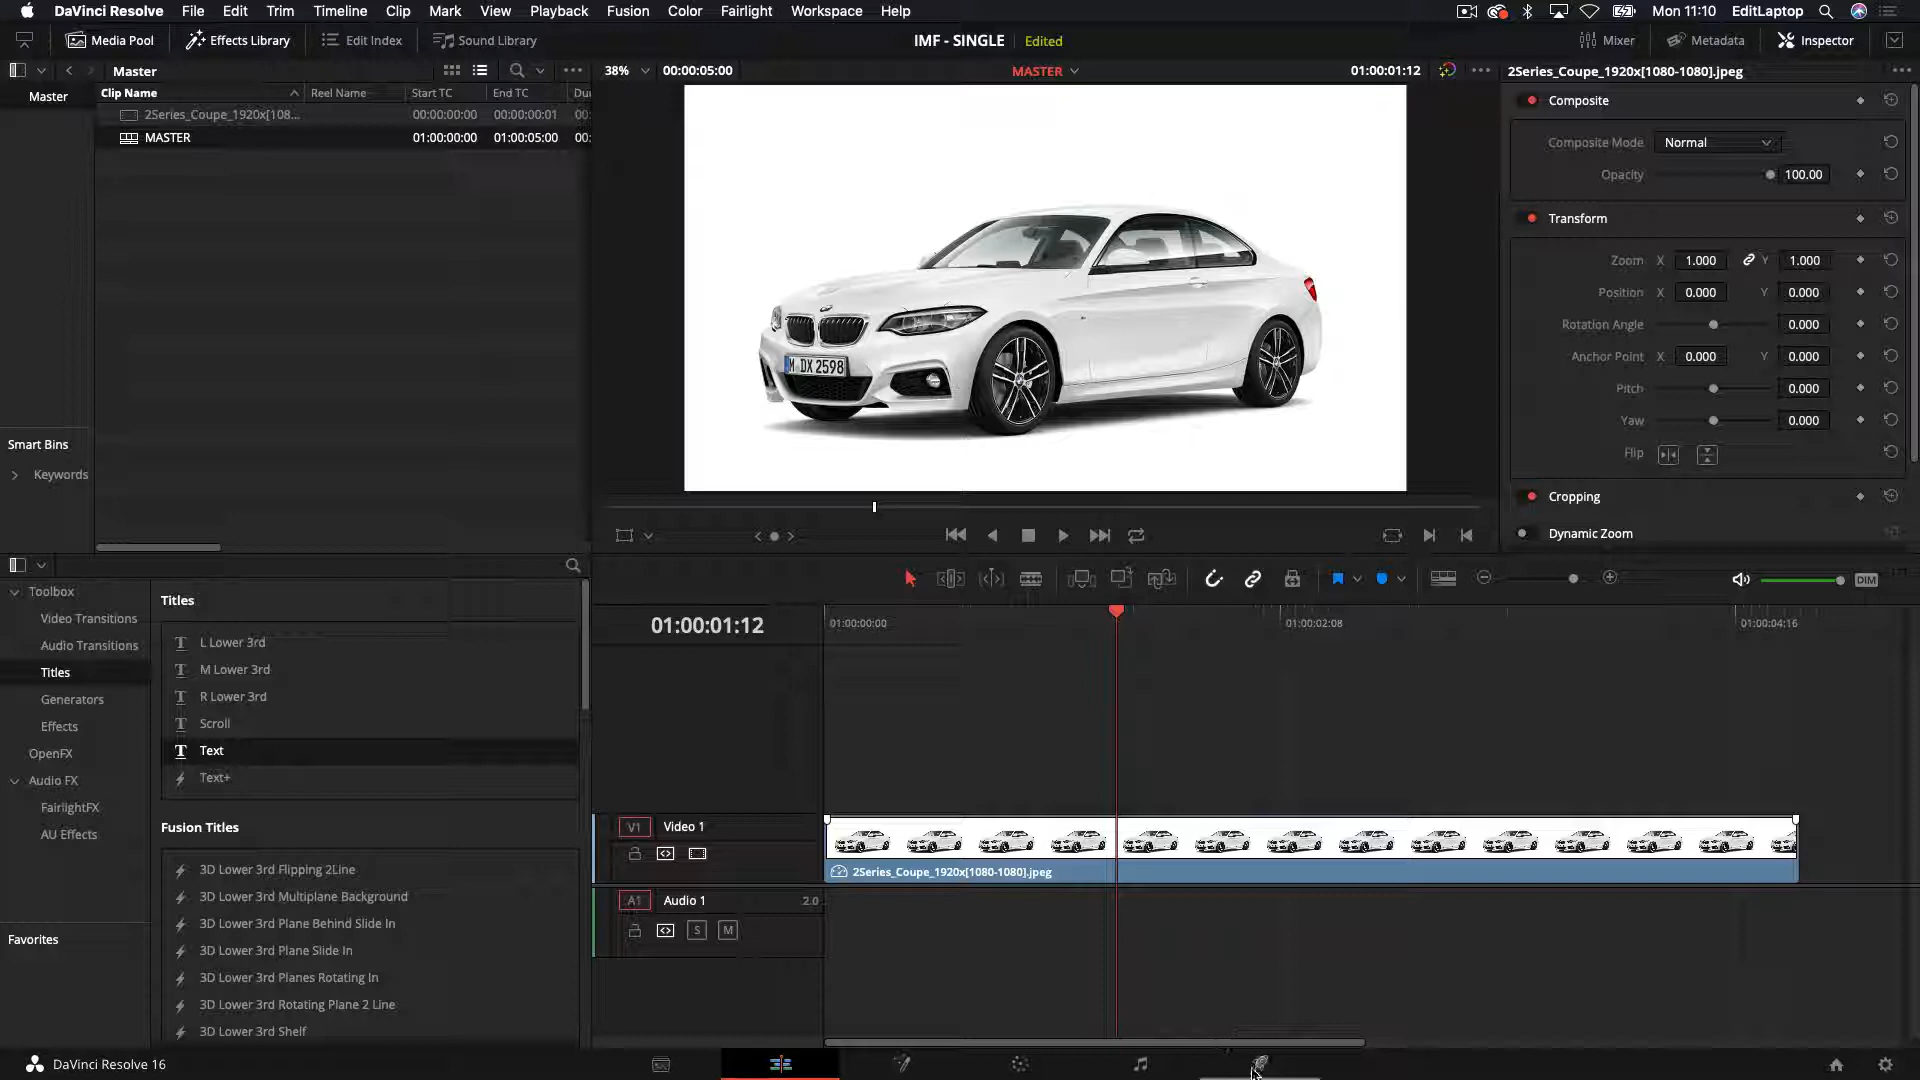 DaVinci Resolve File Edit Trim Timeline Clip Mark View Playback Fusion Color Fairlight Workspace Help Mon 11:10 EditLaptop
Media Pool Effects Library Edit Index Sound Library IMF - SINGLE Edited Mixer Metadata Inspector
Master 38% 00:00:05:00 MASTER 01:00:01:12 2Series_Coupe_1920x[1080-1080].jpeg
Master Clip Name Reel Name Start TC End TC Du
2Series_Coupe_1920x[108... 00:00:00:00 00:00:00:01 00:
MASTER 01:00:00:00 01:00:05:00 00:
Composite
Composite Mode Normal
Opacity 100.00
Transform
Zoom X 1.000 Y 1.000
Position X 0.000 Y 0.000
Rotation Angle 0.000
Anchor Point X 0.000 Y 0.000
Pitch 0.000
Yaw 0.000
Flip
Cropping
Dynamic Zoom
M DX 2598
Smart Bins
Keywords
Toolbox
Video Transitions
Audio Transitions
Titles
Generators
Effects
OpenFX
Audio FX
FairlightFX
AU Effects
Favorites
Titles
L Lower 3rd
M Lower 3rd
R Lower 3rd
Scroll
Text
Text+
Fusion Titles
3D Lower 3rd Flipping 2Line
3D Lower 3rd Multiplane Background
3D Lower 3rd Plane Behind Slide In
3D Lower 3rd Plane Slide In
3D Lower 3rd Planes Rotating In
3D Lower 3rd Rotating Plane 2 Line
3D Lower 3rd Shelf
DIM
01:00:01:12 01:00:00:00 01:00:02:08 01:00:04:16
V1 Video 1
2Series_Coupe_1920x[1080-1080].jpeg
A1 Audio 1 2.0
S M
DaVinci Resolve 16